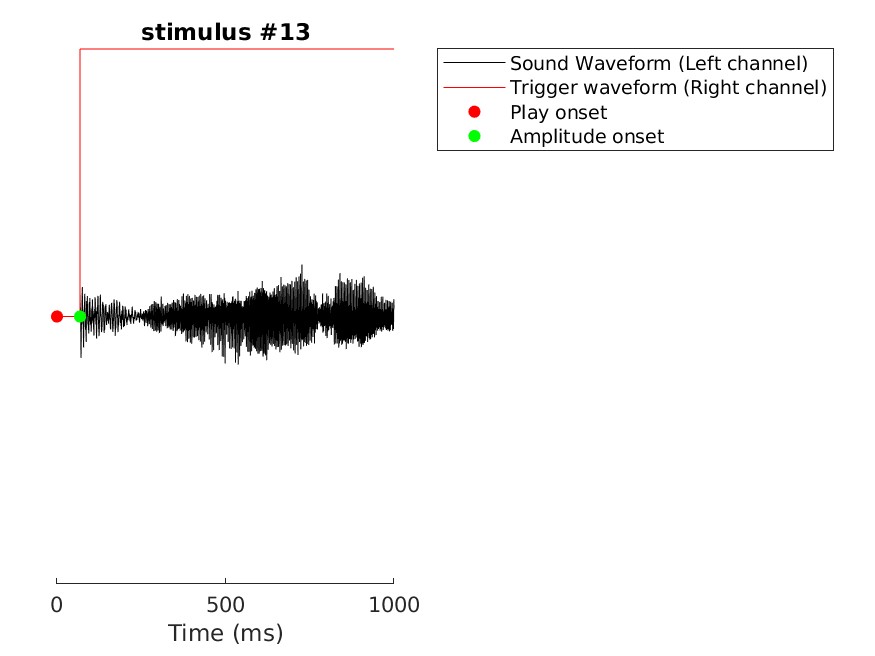 stimulus #13
Sound Waveform (Left channel)
Trigger waveform (Right channel)
Play onset
Amplitude onset
0 500 1000
Time (ms)